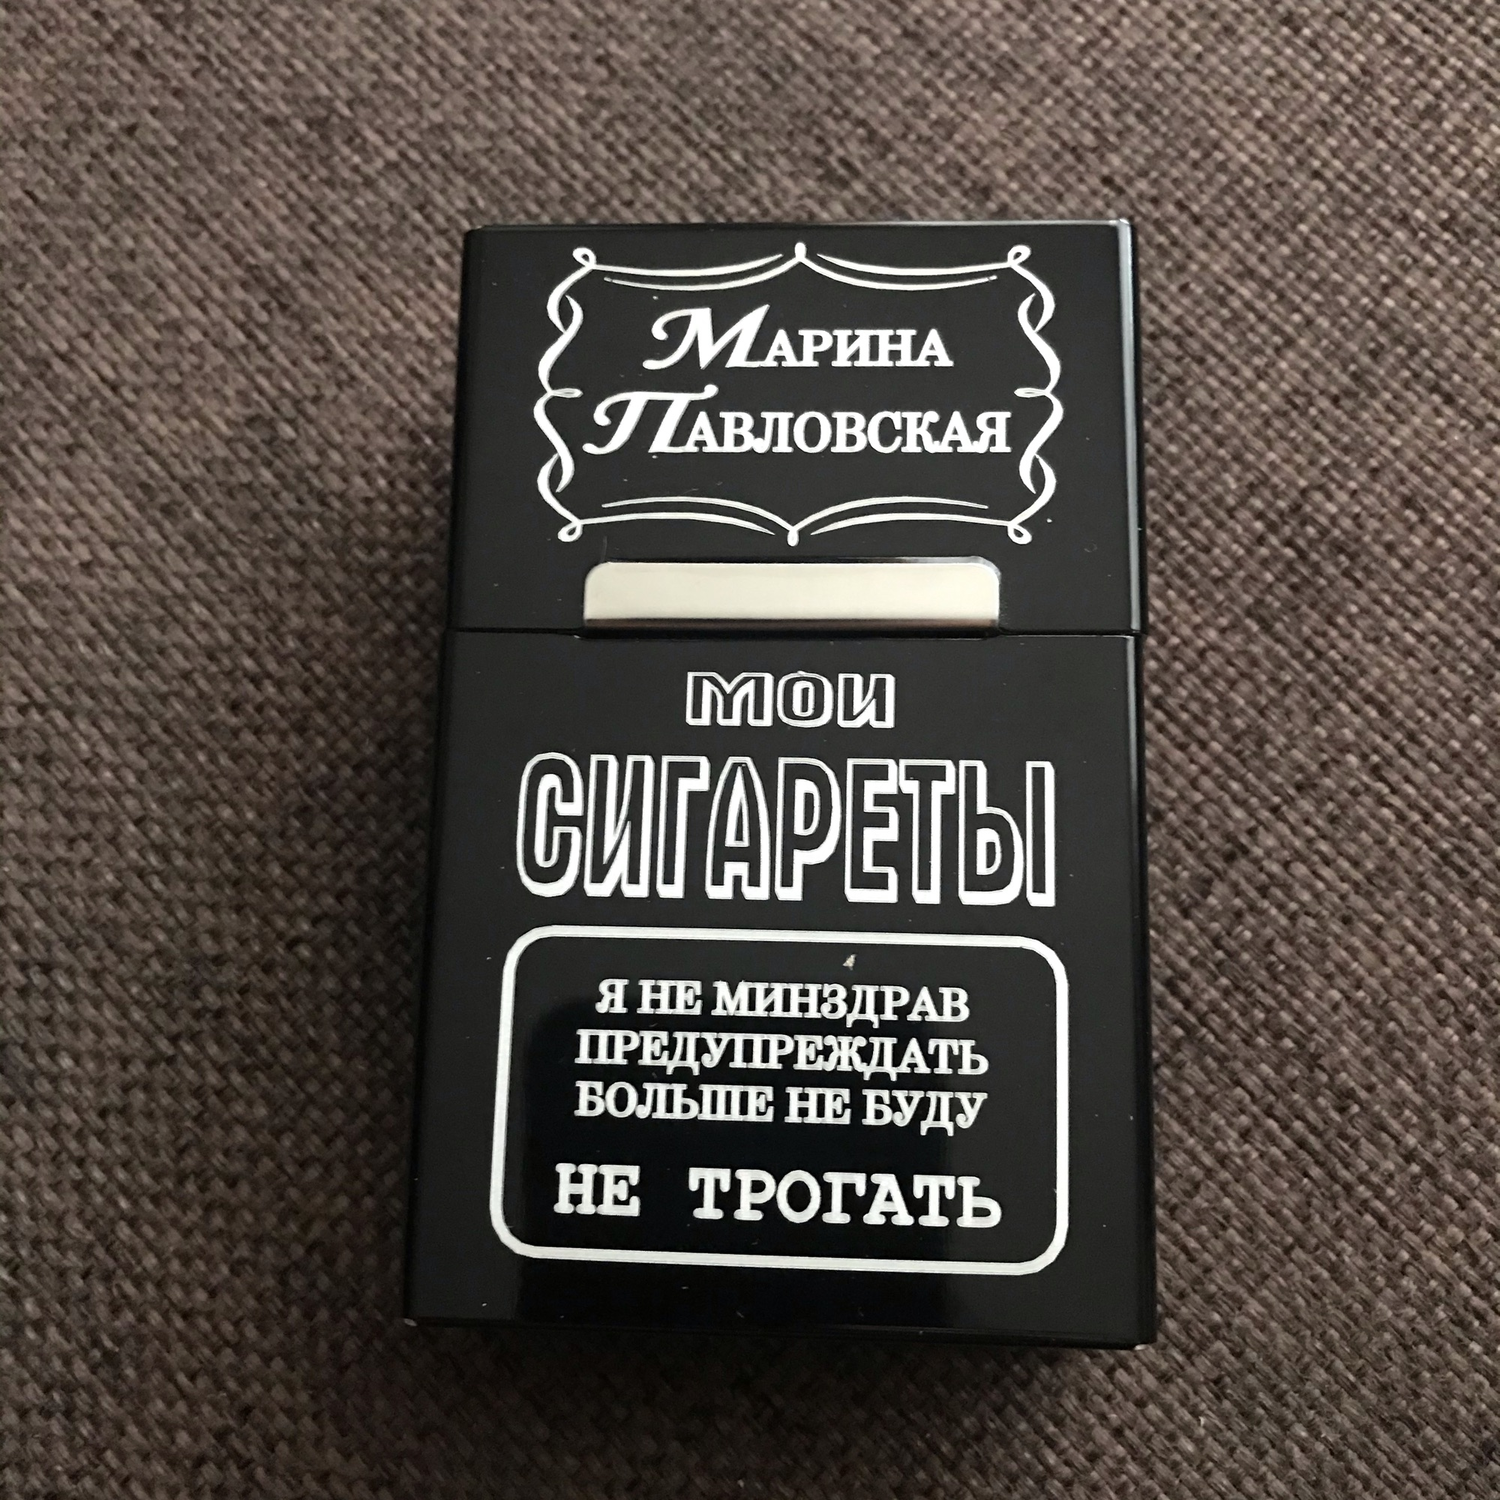 МАРИНА
ПАВЛОВСКАЯ
МОИ
СИГАРЕТЫ
Я НЕ МИНЗДРАВ
ПРЕДУПРЕЖДАТЬ
БОЛЬШЕ НЕ БУДУ
НЕ ТРОГАТЬ